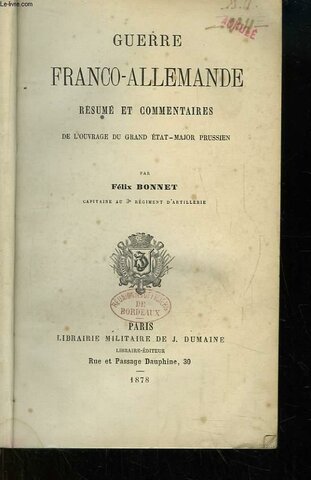 Le-livre.com
ANNULÉ
GUERRE
FRANCO-ALLEMANDE
RÉSUMÉ ET COMMENTAIRES
DE L'OUVRAGE DU GRAND ÉTAT-MAJOR PRUSSIEN
PAR
Félix BONNET
CAPITAINE AU 3e RÉGIMENT D'ARTILLERIE
DE
BORDEAUX
PARIS
LIBRAIRIE MILITAIRE DE J. DUMAINE
LIBRAIRE-ÉDITEUR
Rue et Passage Dauphine, 30
1878